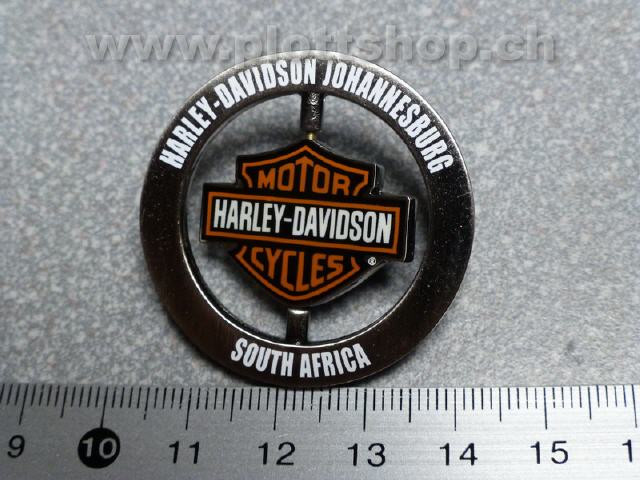 www.plottshop.ch
HARLEY-DAVIDSON JOHANNESBURG
MOTOR
HARLEY-DAVIDSON
CYCLES
®
SOUTH AFRICA
9 10 11 12 13 14 15 1